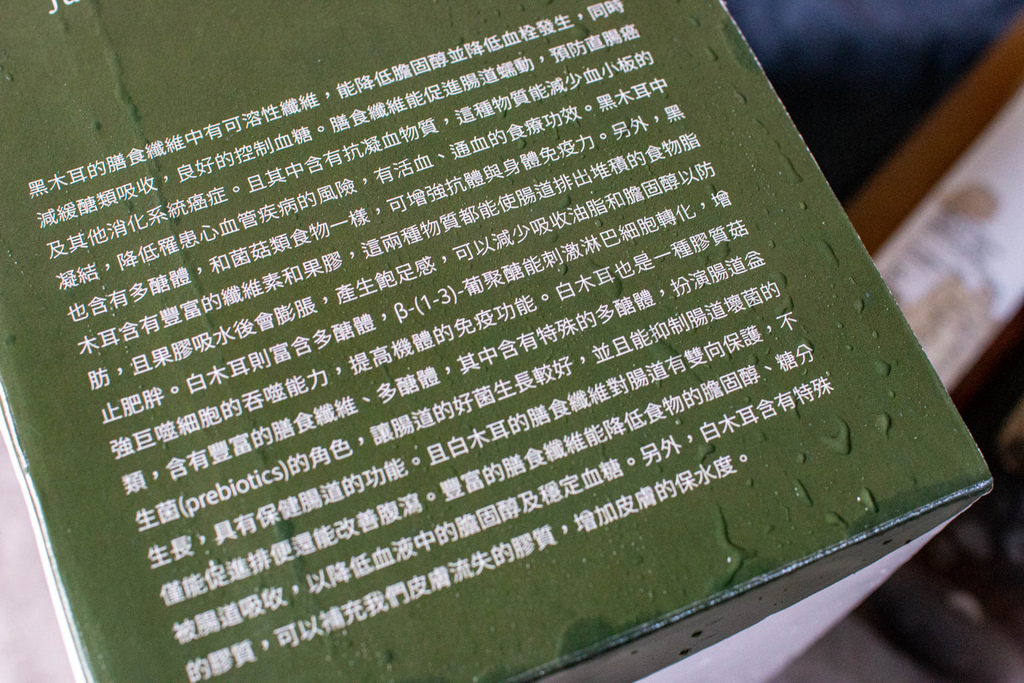 黑木耳的膳食纖維中有可溶性纖維，能降低膽固醇並降低血栓發生，同時
減緩醣類吸收，良好的控制血糖。膳食纖維能促進腸道蠕動，預防直腸癌
及其他消化系統癌症。且其中含有抗凝血物質，這種物質能減少血小板的
凝結，降低罹患心血管疾病的風險，有活血、通血的食療功效。黑木耳中
也含有多醣體，和菌菇類食物一樣，可增強抗體與身體免疫力。另外，黑
木耳含有豐富的纖維素和果膠，這兩種物質都能使腸道排出堆積的食物脂
肪，且果膠吸水後會膨脹，產生飽足感，可以減少吸收油脂和膽固醇以防
止肥胖。白木耳則富含多醣體，β-(1-3)-葡聚醣能刺激淋巴細胞轉化，增
強巨噬細胞的吞噬能力，提高機體的免疫功能。白木耳也是一種膠質菇
類，含有豐富的膳食纖維、多醣體，其中含有特殊的多醣體，扮演腸道益
生菌(prebiotics)的角色，讓腸道的好菌生長較好，並且能抑制腸道壞菌的
生長，具有保健腸道的功能。且白木耳的膳食纖維對腸道有雙向保護，不
僅能促進排便還能改善腹瀉。豐富的膳食纖維能降低食物的膽固醇、糖分
被腸道吸收，以降低血液中的膽固醇及穩定血糖。另外，白木耳含有特殊
的膠質，可以補充我們皮膚流失的膠質，增加皮膚的保水度。